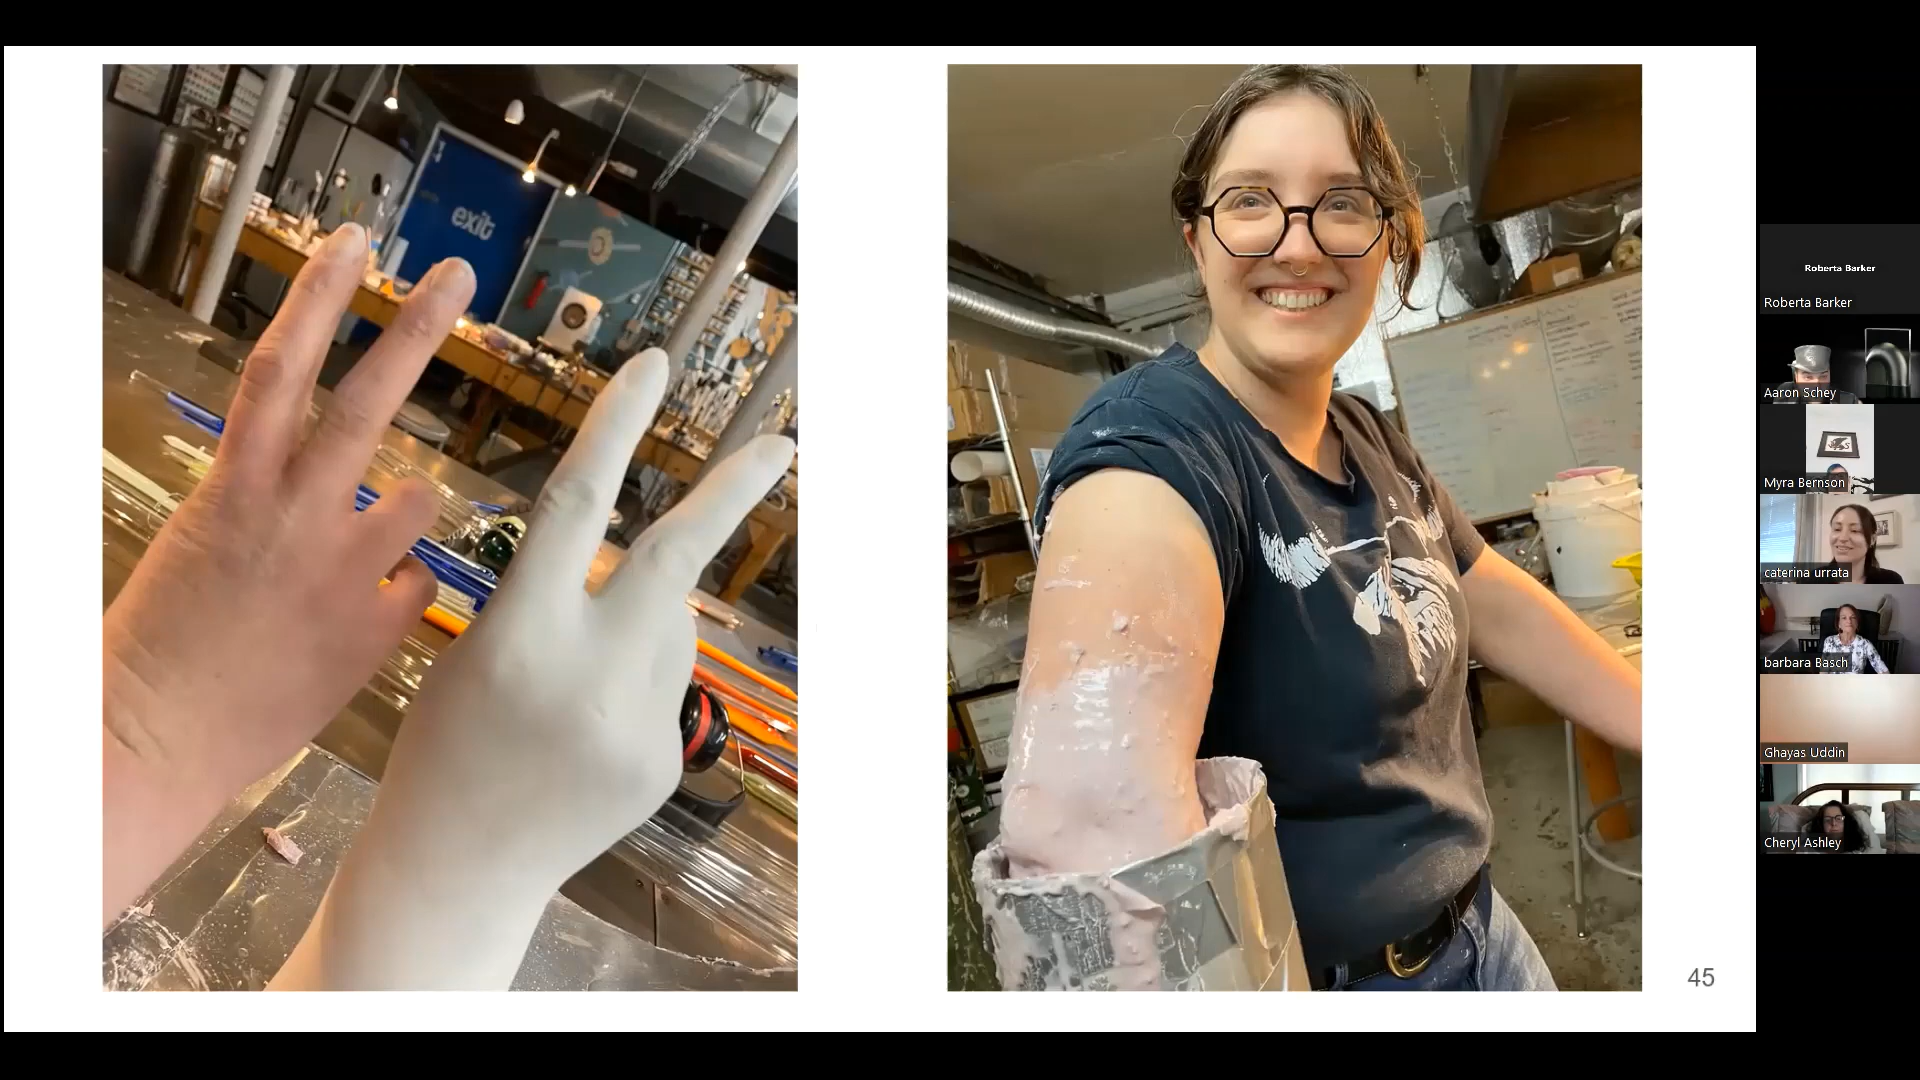 exit
45
Roberta Barker
Roberta Barker
Aaron Schey
Myra Bernson
caterina urrata
barbara Basch
Ghayas Uddin
Cheryl Ashley